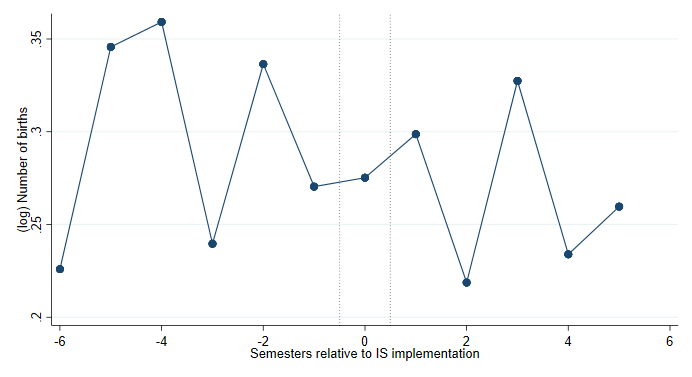 (log) Number of births
.35
.3
.25
.2
-6 -4 -2 0 2 4 6
Semesters relative to IS implementation